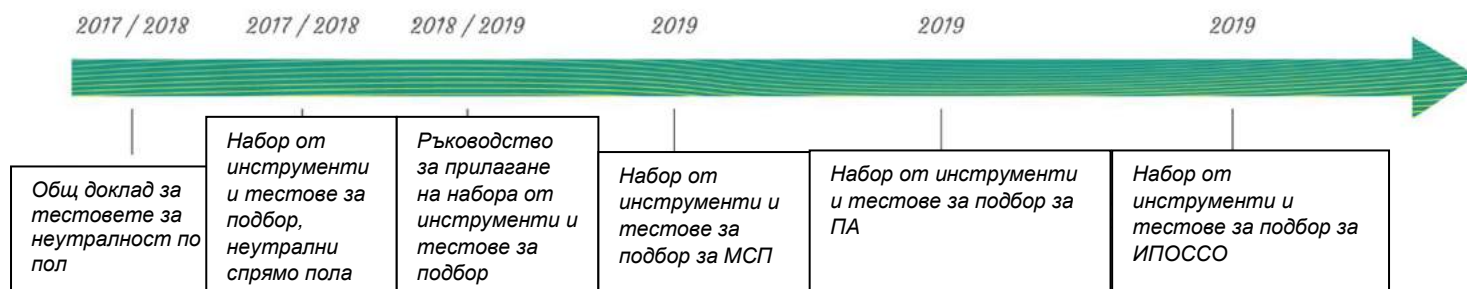 2017 / 2018
2017 / 2018
2018 / 2019
2019
2019
2019
Общ доклад за
тестовете за
неутралност по
пол
Набор от
инструменти
и тестове за
подбор,
неутрални
спрямо пола
Ръководство
за прилагане
на набора от
инструменти и
тестове за
подбор
Набор от
инструменти и
тестове за
подбор за МСП
Набор от инструменти
и тестове за подбор за
ПА
Набор от
инструменти и
тестове за подбор за
ИПОССО